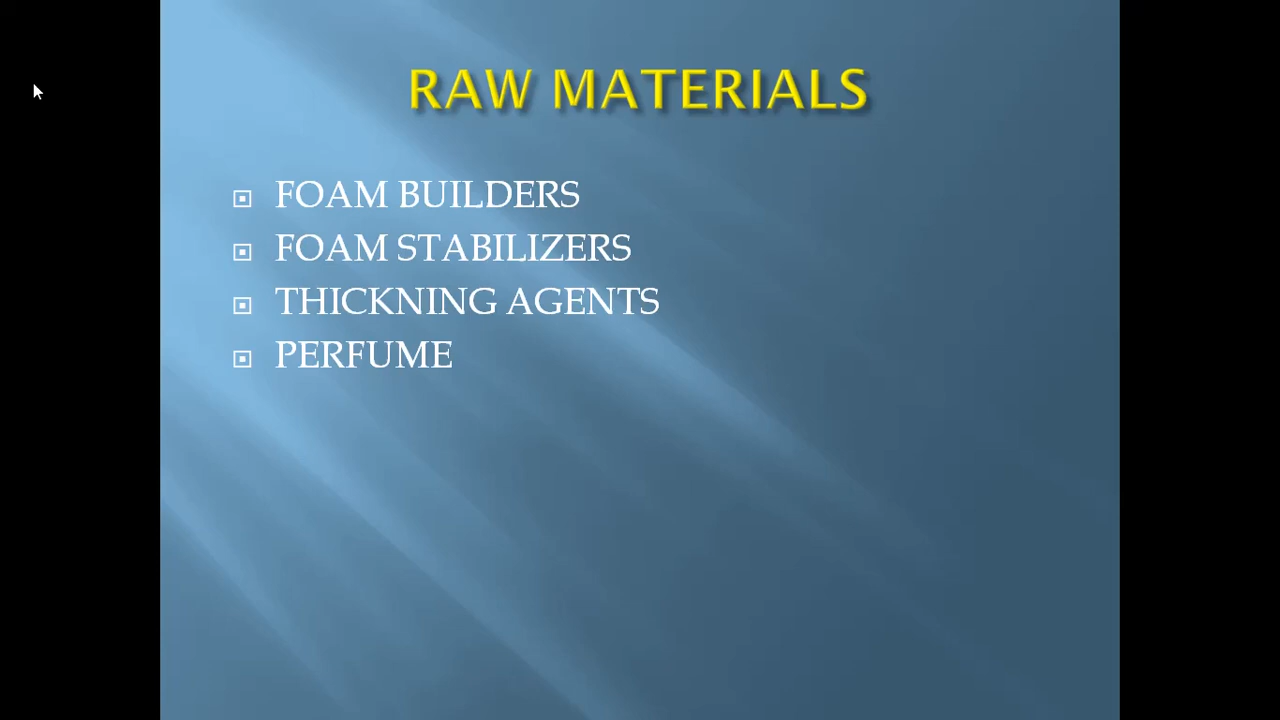 RAW MATERIALS
FOAM BUILDERS
FOAM STABILIZERS
THICKNING AGENTS
PERFUME